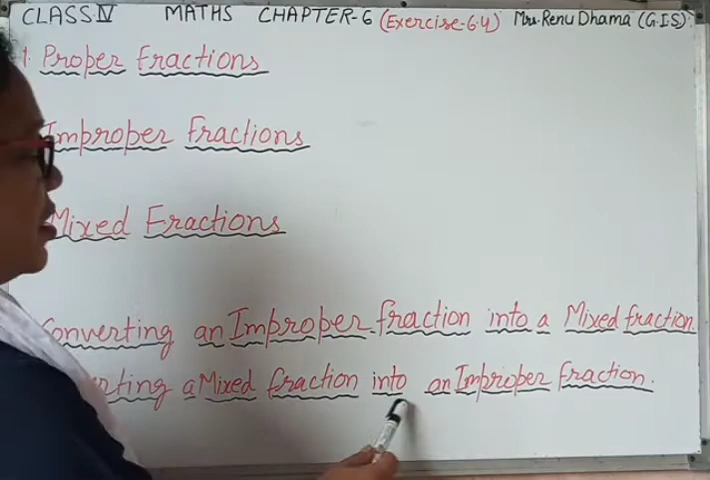 CLASS IV MATHS CHAPTER-6 (Exercise-6.4) Mrs. Renu Dhama (G.I.S)
1. Proper fractions
Improper fractions
Mixed Fractions
Converting an Improper fraction into a Mixed fraction.
a Mixed fraction into an Improper fraction.